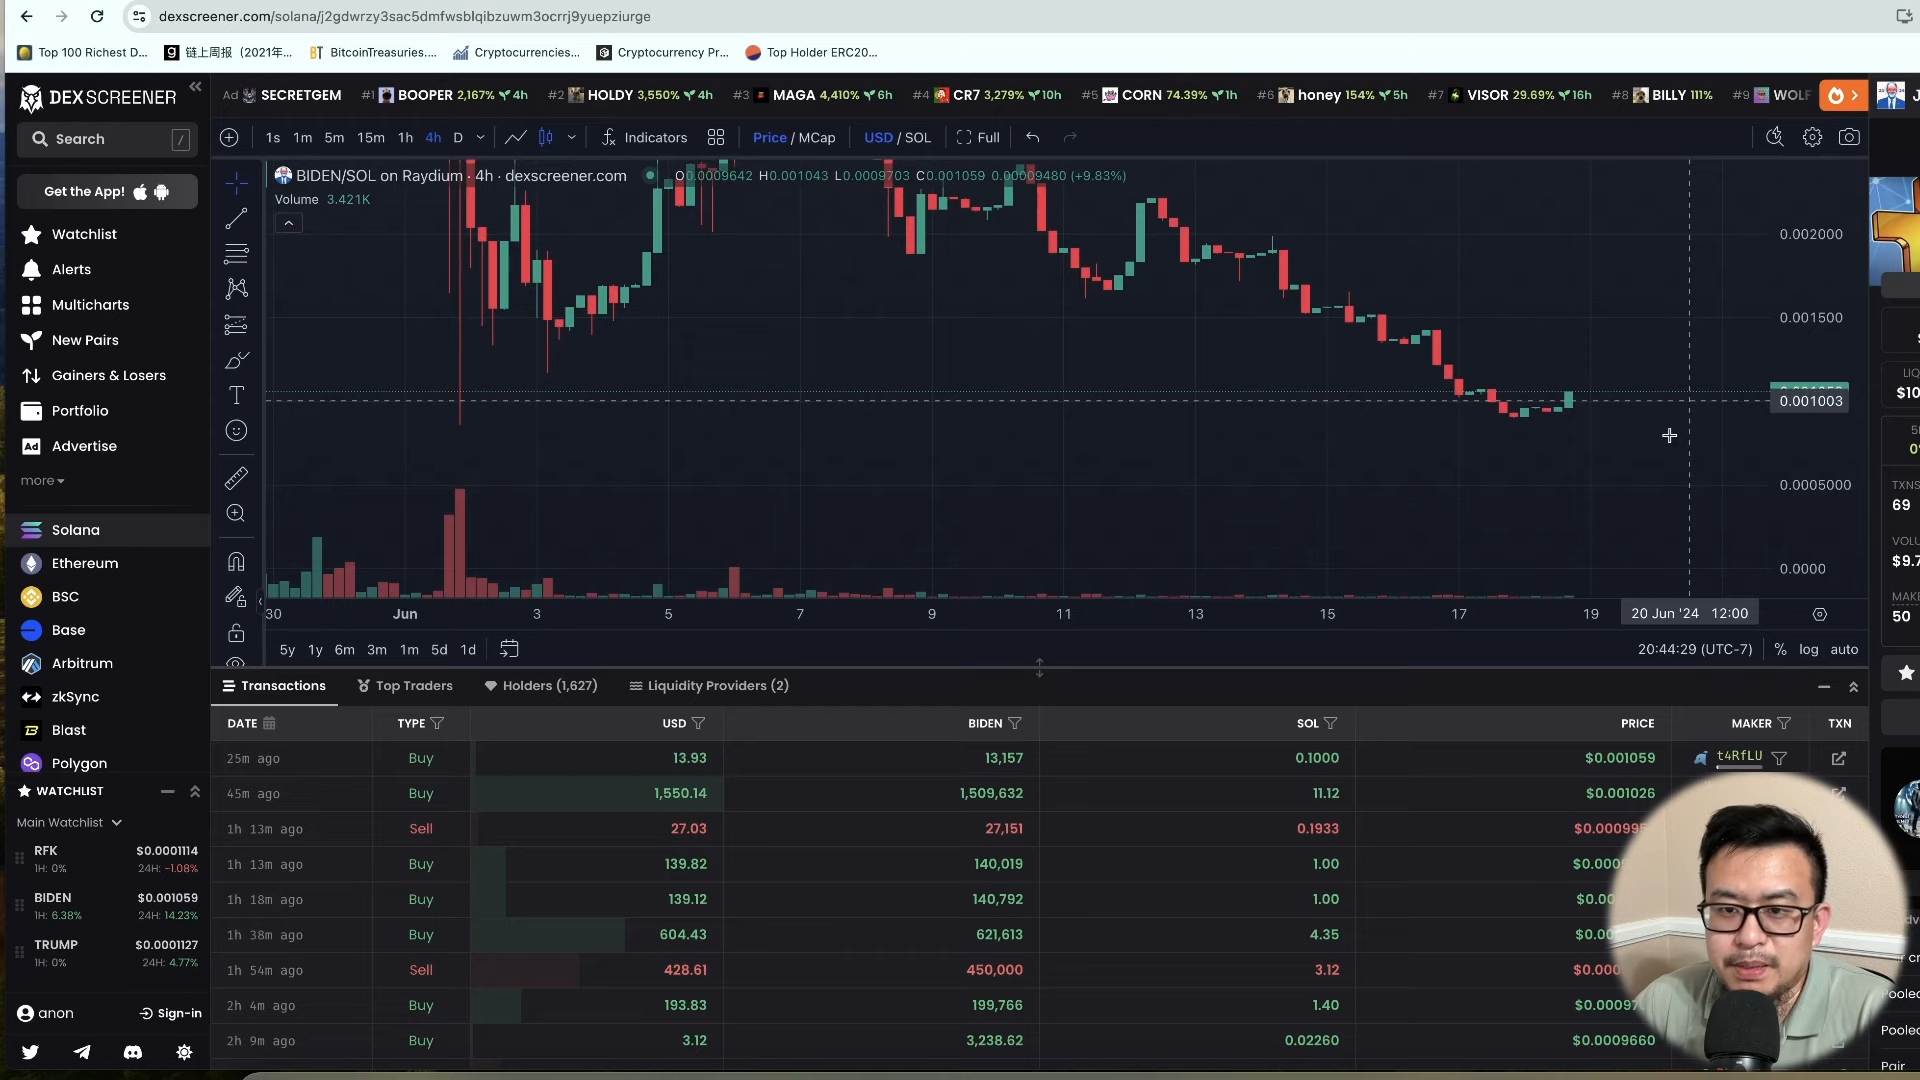 dexscreener.com/solana/j2gdwrzy3sac5dmfwsblqibzuwm3ocrrj9yuepziurge
Top 100 Richest D... 链上周报（2021年... BitcoinTreasuries.... Cryptocurrencies... Cryptocurrency Pr... Top Holder ERC20...
DEX SCREENER
Ad SECRETGEM #1 BOOPER 2,167% 4h #2 HOLDY 3,550% 4h #3 MAGA 4,410% 6h #4 CR7 3,279% 10h #5 CORN 74.39% 1h #6 honey 154% 5h #7 VISOR 29.69% 16h #8 BILLY 111% #9 WOLF
Search /
Get the App!
Watchlist
Alerts
Multicharts
New Pairs
Gainers & Losers
Portfolio
Ad Advertise
more
Solana
Ethereum
BSC
Base
Arbitrum
zkSync
Blast
Polygon
WATCHLIST
Main Watchlist
RFK $0.0001114
1H: 0% 24H: -1.08%
BIDEN $0.001059
1H: 6.38% 24H: 14.23%
TRUMP $0.0001127
1H: 0% 24H: 4.77%
anon Sign-in
1s 1m 5m 15m 1h 4h D Indicators Price / MCap USD / SOL Full
BIDEN/SOL on Raydium · 4h · dexscreener.com O0.0009642 H0.001043 L0.0009703 C0.001059 0.00009480 (+9.83%)
Volume 3.421K
0.002000
0.001500
0.001003
0.0005000
0.0000
30 Jun 3 5 7 9 11 13 15 17 19 20 Jun '24 12:00
5y 1y 6m 3m 1m 5d 1d 20:44:29 (UTC-7) % log auto
Transactions Top Traders Holders (1,627) Liquidity Providers (2)
DATE TYPE USD BIDEN SOL PRICE MAKER TXN
25m ago Buy 13.93 13,157 0.1000 $0.001059 t4RfLU
45m ago Buy 1,550.14 1,509,632 11.12 $0.001026
1h 13m ago Sell 27.03 27,151 0.1933
1h 13m ago Buy 139.82 140,019 1.00
1h 18m ago Buy 139.12 140,792 1.00
1h 38m ago Buy 604.43 621,613 4.35
1h 54m ago Sell 428.61 450,000 3.12
2h 4m ago Buy 193.83 199,766 1.40
2h 9m ago Buy 3.12 3,238.62 0.02260 $0.0009660
LIQ
$10
TXNS
69
VOLU
$9.7
MAKE
50
Pooled
Pooled
Pair